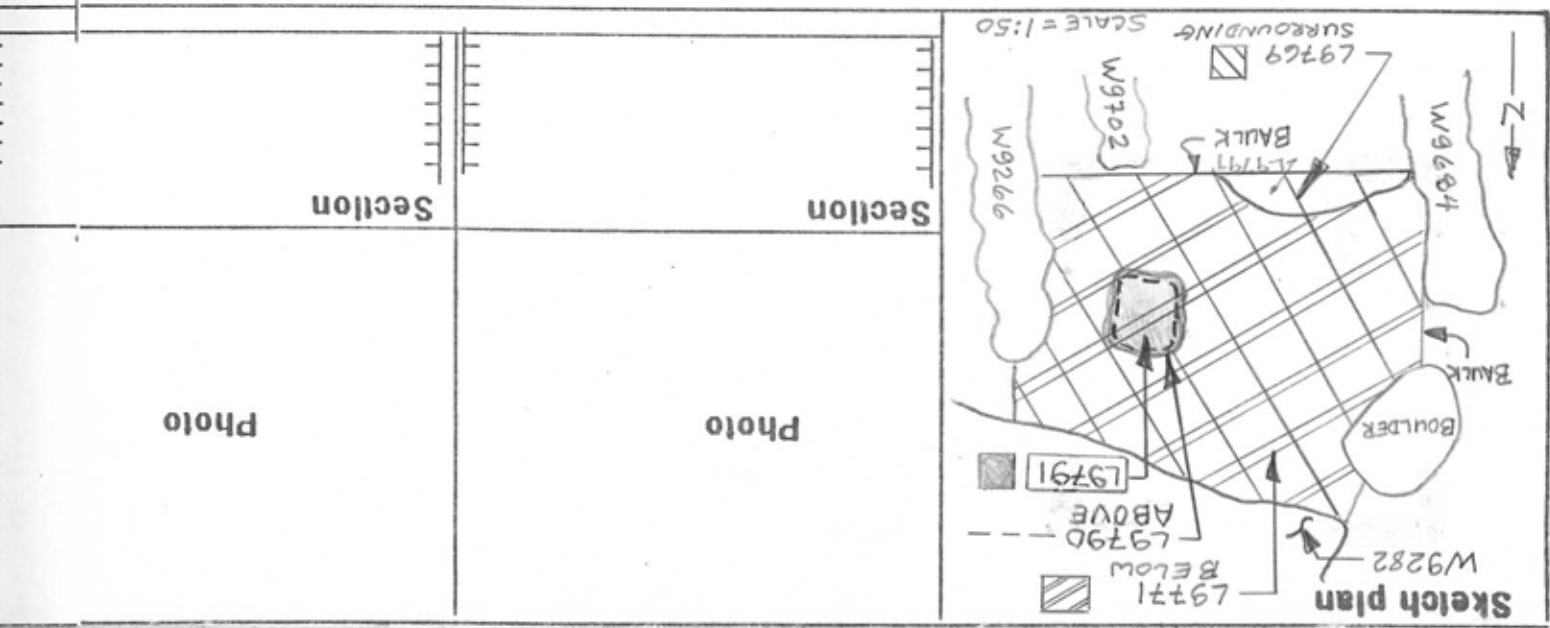 Sketch plan
W9282
L9771
BELOW
L9790
ABOVE
L9791
BOULDER
BAULK
W9684
BAULK
W9702
W9266
N
L9769
SURROUNDING
SCALE = 1:50
Photo
Section
Photo
Section